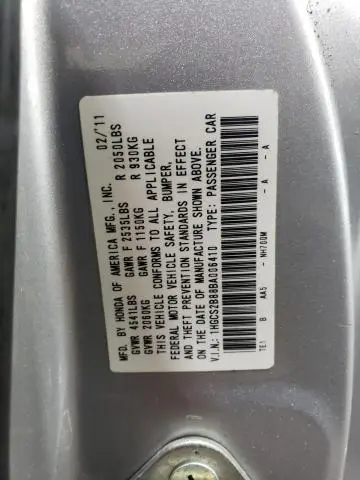 MFD. BY HONDA OF AMERICA MFG., INC. 02/'11
GVWR 4541LBS GAWR F 2535LBS R 2050LBS
GVWR 2060KG GAWR F 1150KG R 930KG
THIS VEHICLE CONFORMS TO ALL APPLICABLE
FEDERAL MOTOR VEHICLE SAFETY, BUMPER,
AND THEFT PREVENTION STANDARDS IN EFFECT
ON THE DATE OF MANUFACTURE SHOWN ABOVE.
V.I.N.: 1HGCS2B88BA006410 TYPE: PASSENGER CAR
TE1 B AA5 - NH700M - A - A